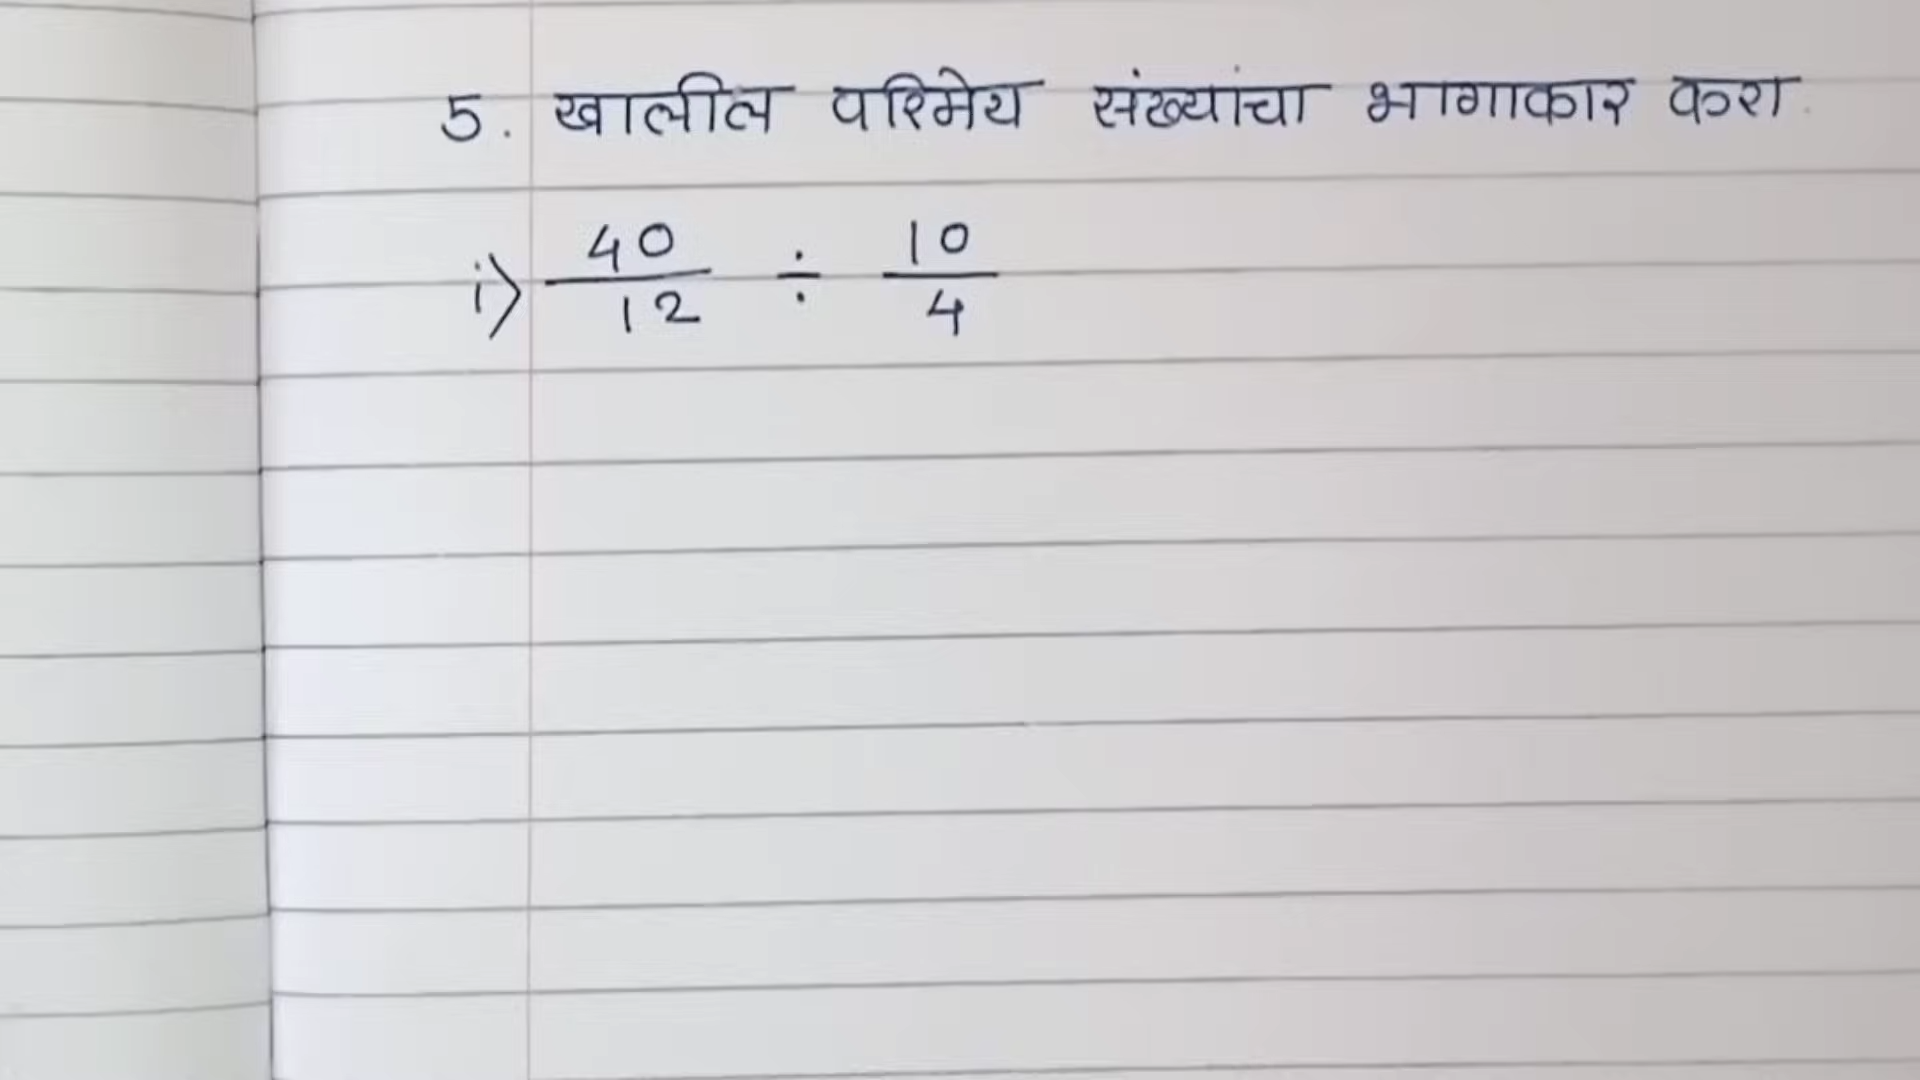 5. खालील परिमेय संख्यांचा भागाकार करा.
i) 40/12 ÷ 10/4